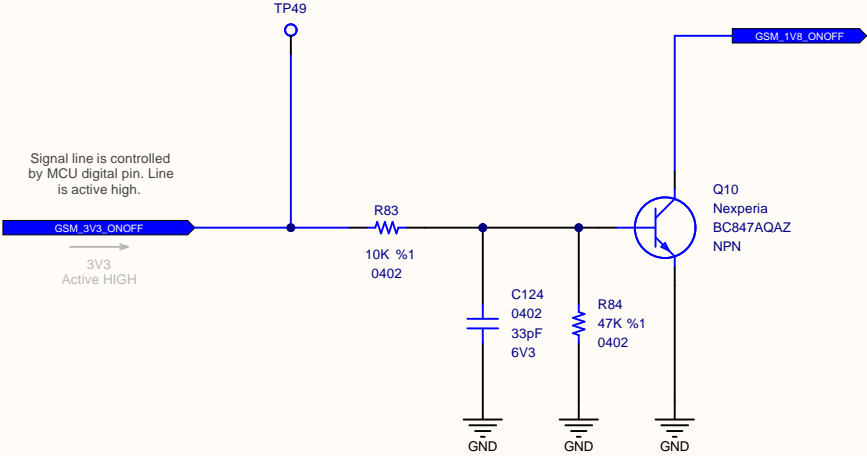 TP49
GSM_1V8_ONOFF
Signal line is controlled
by MCU digital pin. Line
is active high.
GSM_3V3_ONOFF
3V3
Active HIGH
R83
10K %1
0402
C124
0402
33pF
6V3
R84
47K %1
0402
Q10
Nexperia
BC847AQAZ
NPN
GND
GND
GND